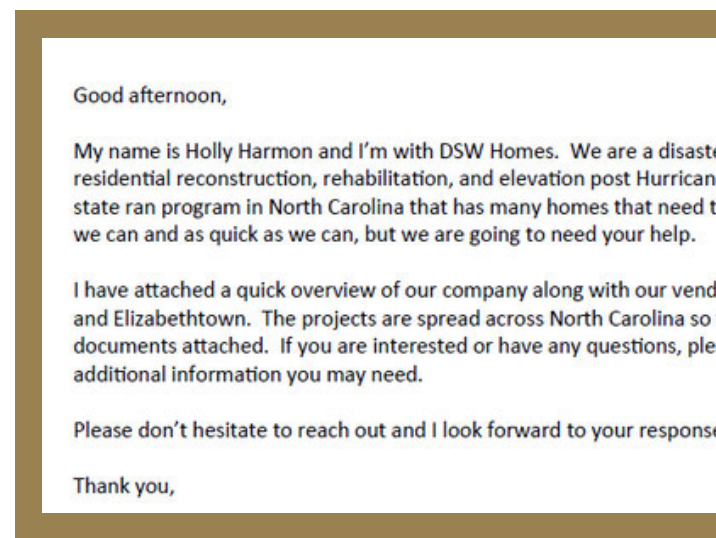 Good afternoon,
My name is Holly Harmon and I’m with DSW Homes.  We are a disaste
residential reconstruction, rehabilitation, and elevation post Hurrican
state ran program in North Carolina that has many homes that need t
we can and as quick as we can, but we are going to need your help.
I have attached a quick overview of our company along with our vend
and Elizabethtown.  The projects are spread across North Carolina so
documents attached.  If you are interested or have any questions, ple
additional information you may need.
Please don’t hesitate to reach out and I look forward to your response
Thank you,